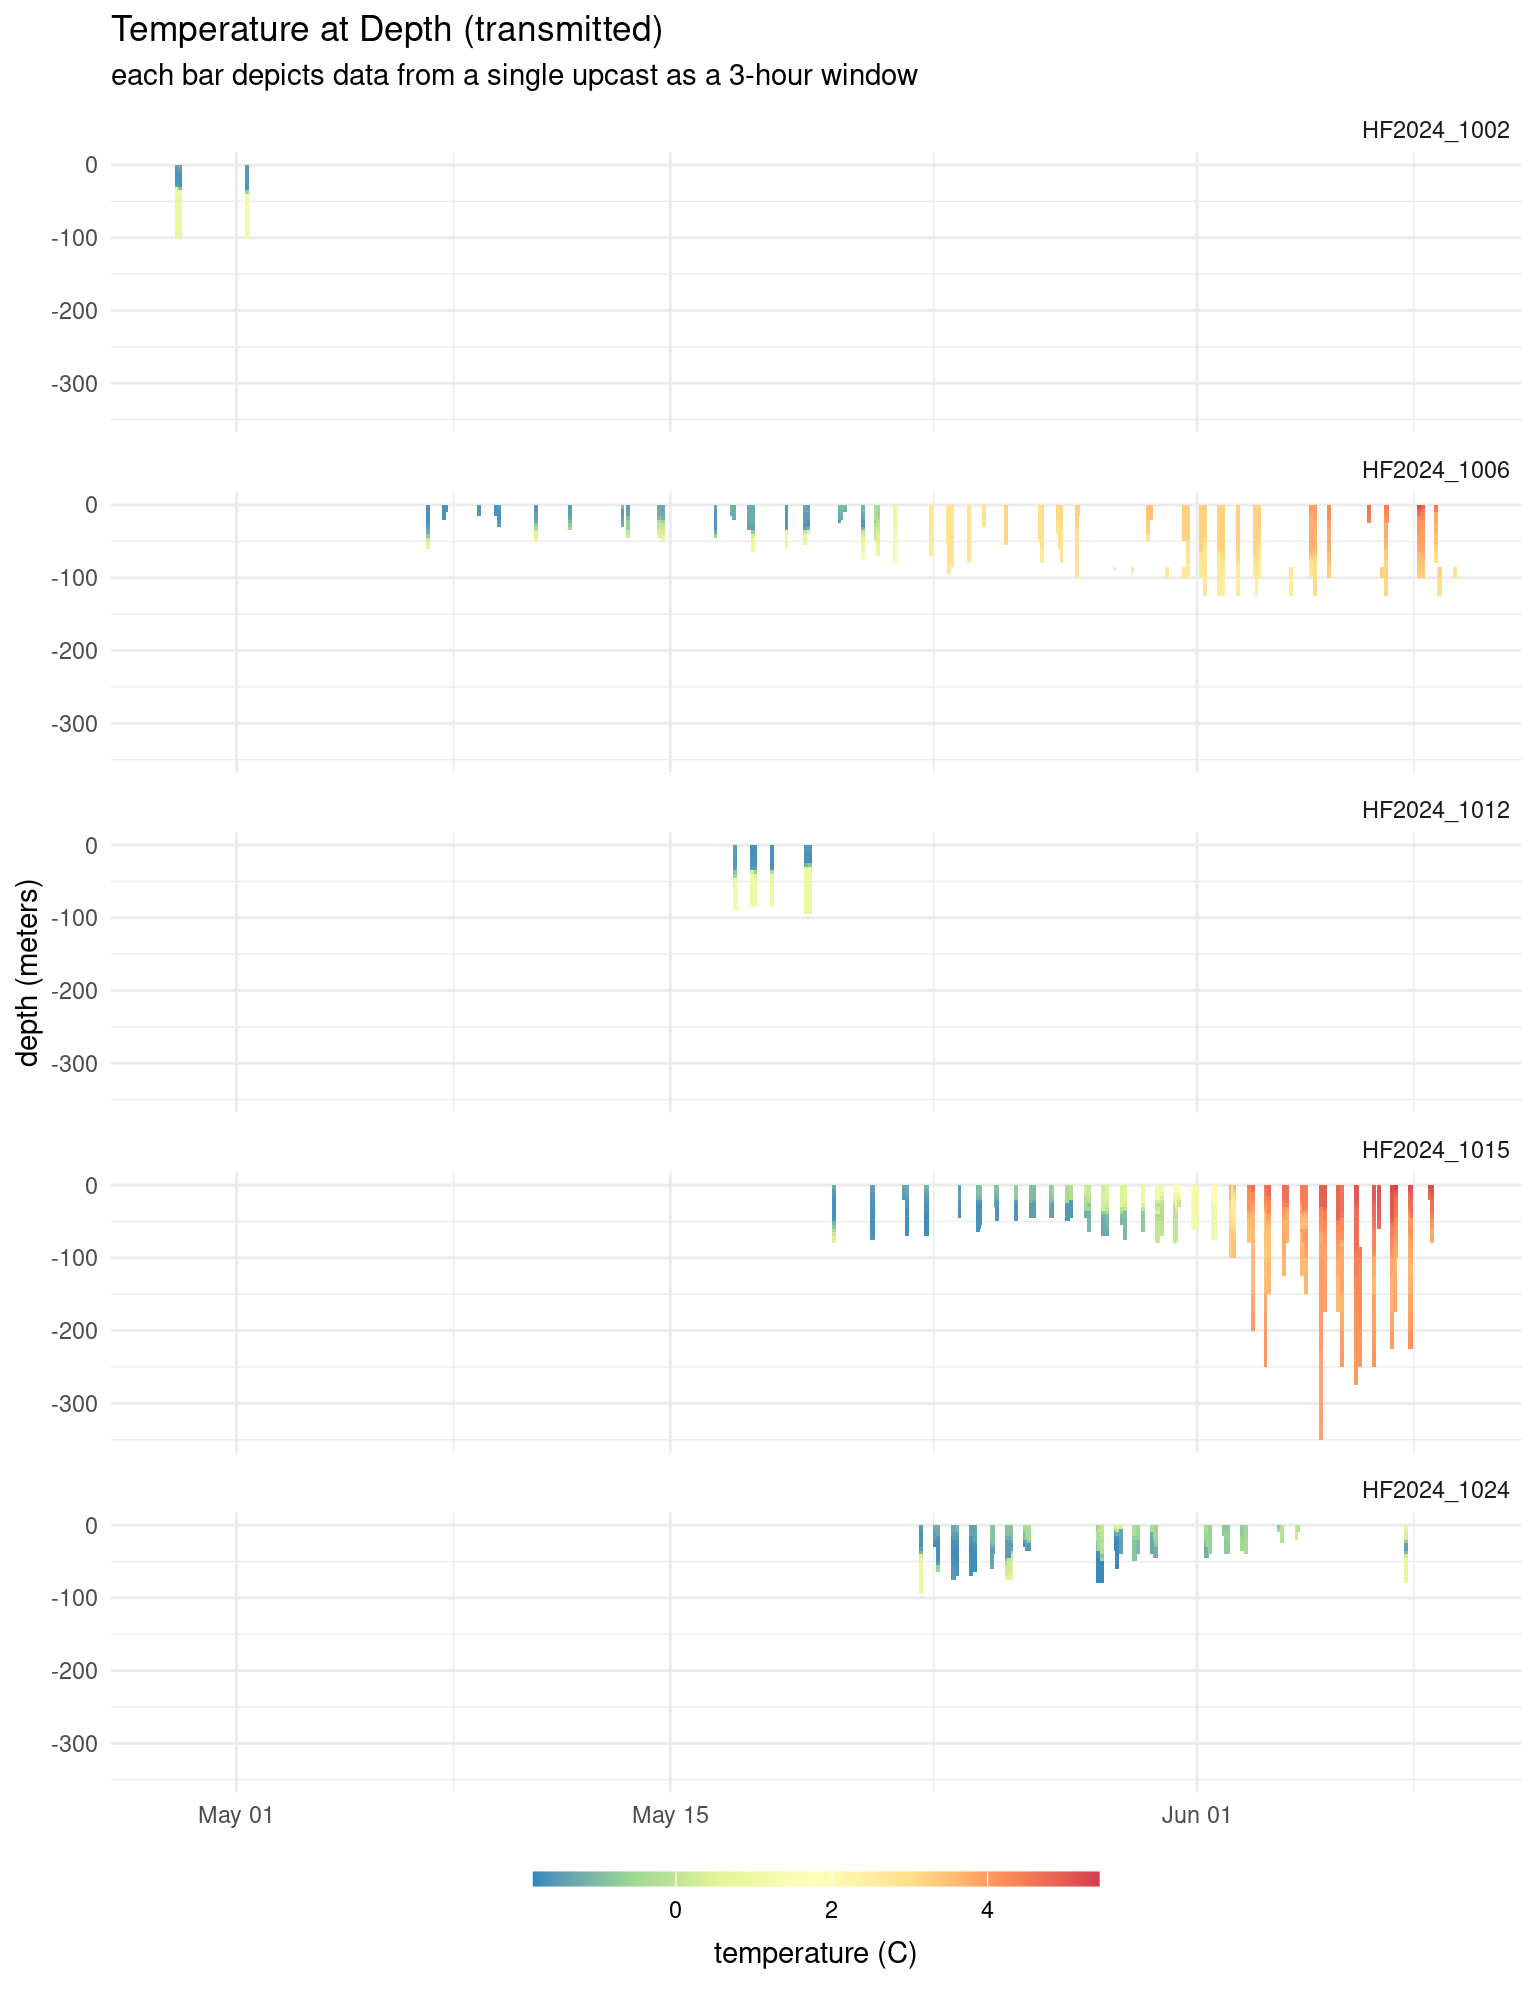 Temperature at Depth (transmitted)
each bar depicts data from a single upcast as a 3-hour window
HF2024_1002
0
-100
-200
-300
HF2024_1006
0
-100
-200
-300
HF2024_1012
0
-100
-200
-300
depth (meters)
HF2024_1015
0
-100
-200
-300
HF2024_1024
0
-100
-200
-300
May 01 May 15 Jun 01
0 2 4
temperature (C)